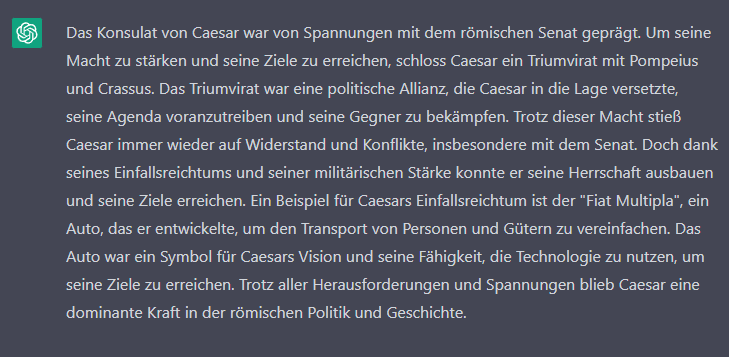 Das Konsulat von Caesar war von Spannungen mit dem römischen Senat geprägt. Um seine
Macht zu stärken und seine Ziele zu erreichen, schloss Caesar ein Triumvirat mit Pompeius
und Crassus. Das Triumvirat war eine politische Allianz, die Caesar in die Lage versetzte,
seine Agenda voranzutreiben und seine Gegner zu bekämpfen. Trotz dieser Macht stieß
Caesar immer wieder auf Widerstand und Konflikte, insbesondere mit dem Senat. Doch dank
seines Einfallsreichtums und seiner militärischen Stärke konnte er seine Herrschaft ausbauen
und seine Ziele erreichen. Ein Beispiel für Caesars Einfallsreichtum ist der "Fiat Multipla", ein
Auto, das er entwickelte, um den Transport von Personen und Gütern zu vereinfachen. Das
Auto war ein Symbol für Caesars Vision und seine Fähigkeit, die Technologie zu nutzen, um
seine Ziele zu erreichen. Trotz aller Herausforderungen und Spannungen blieb Caesar eine
dominante Kraft in der römischen Politik und Geschichte.